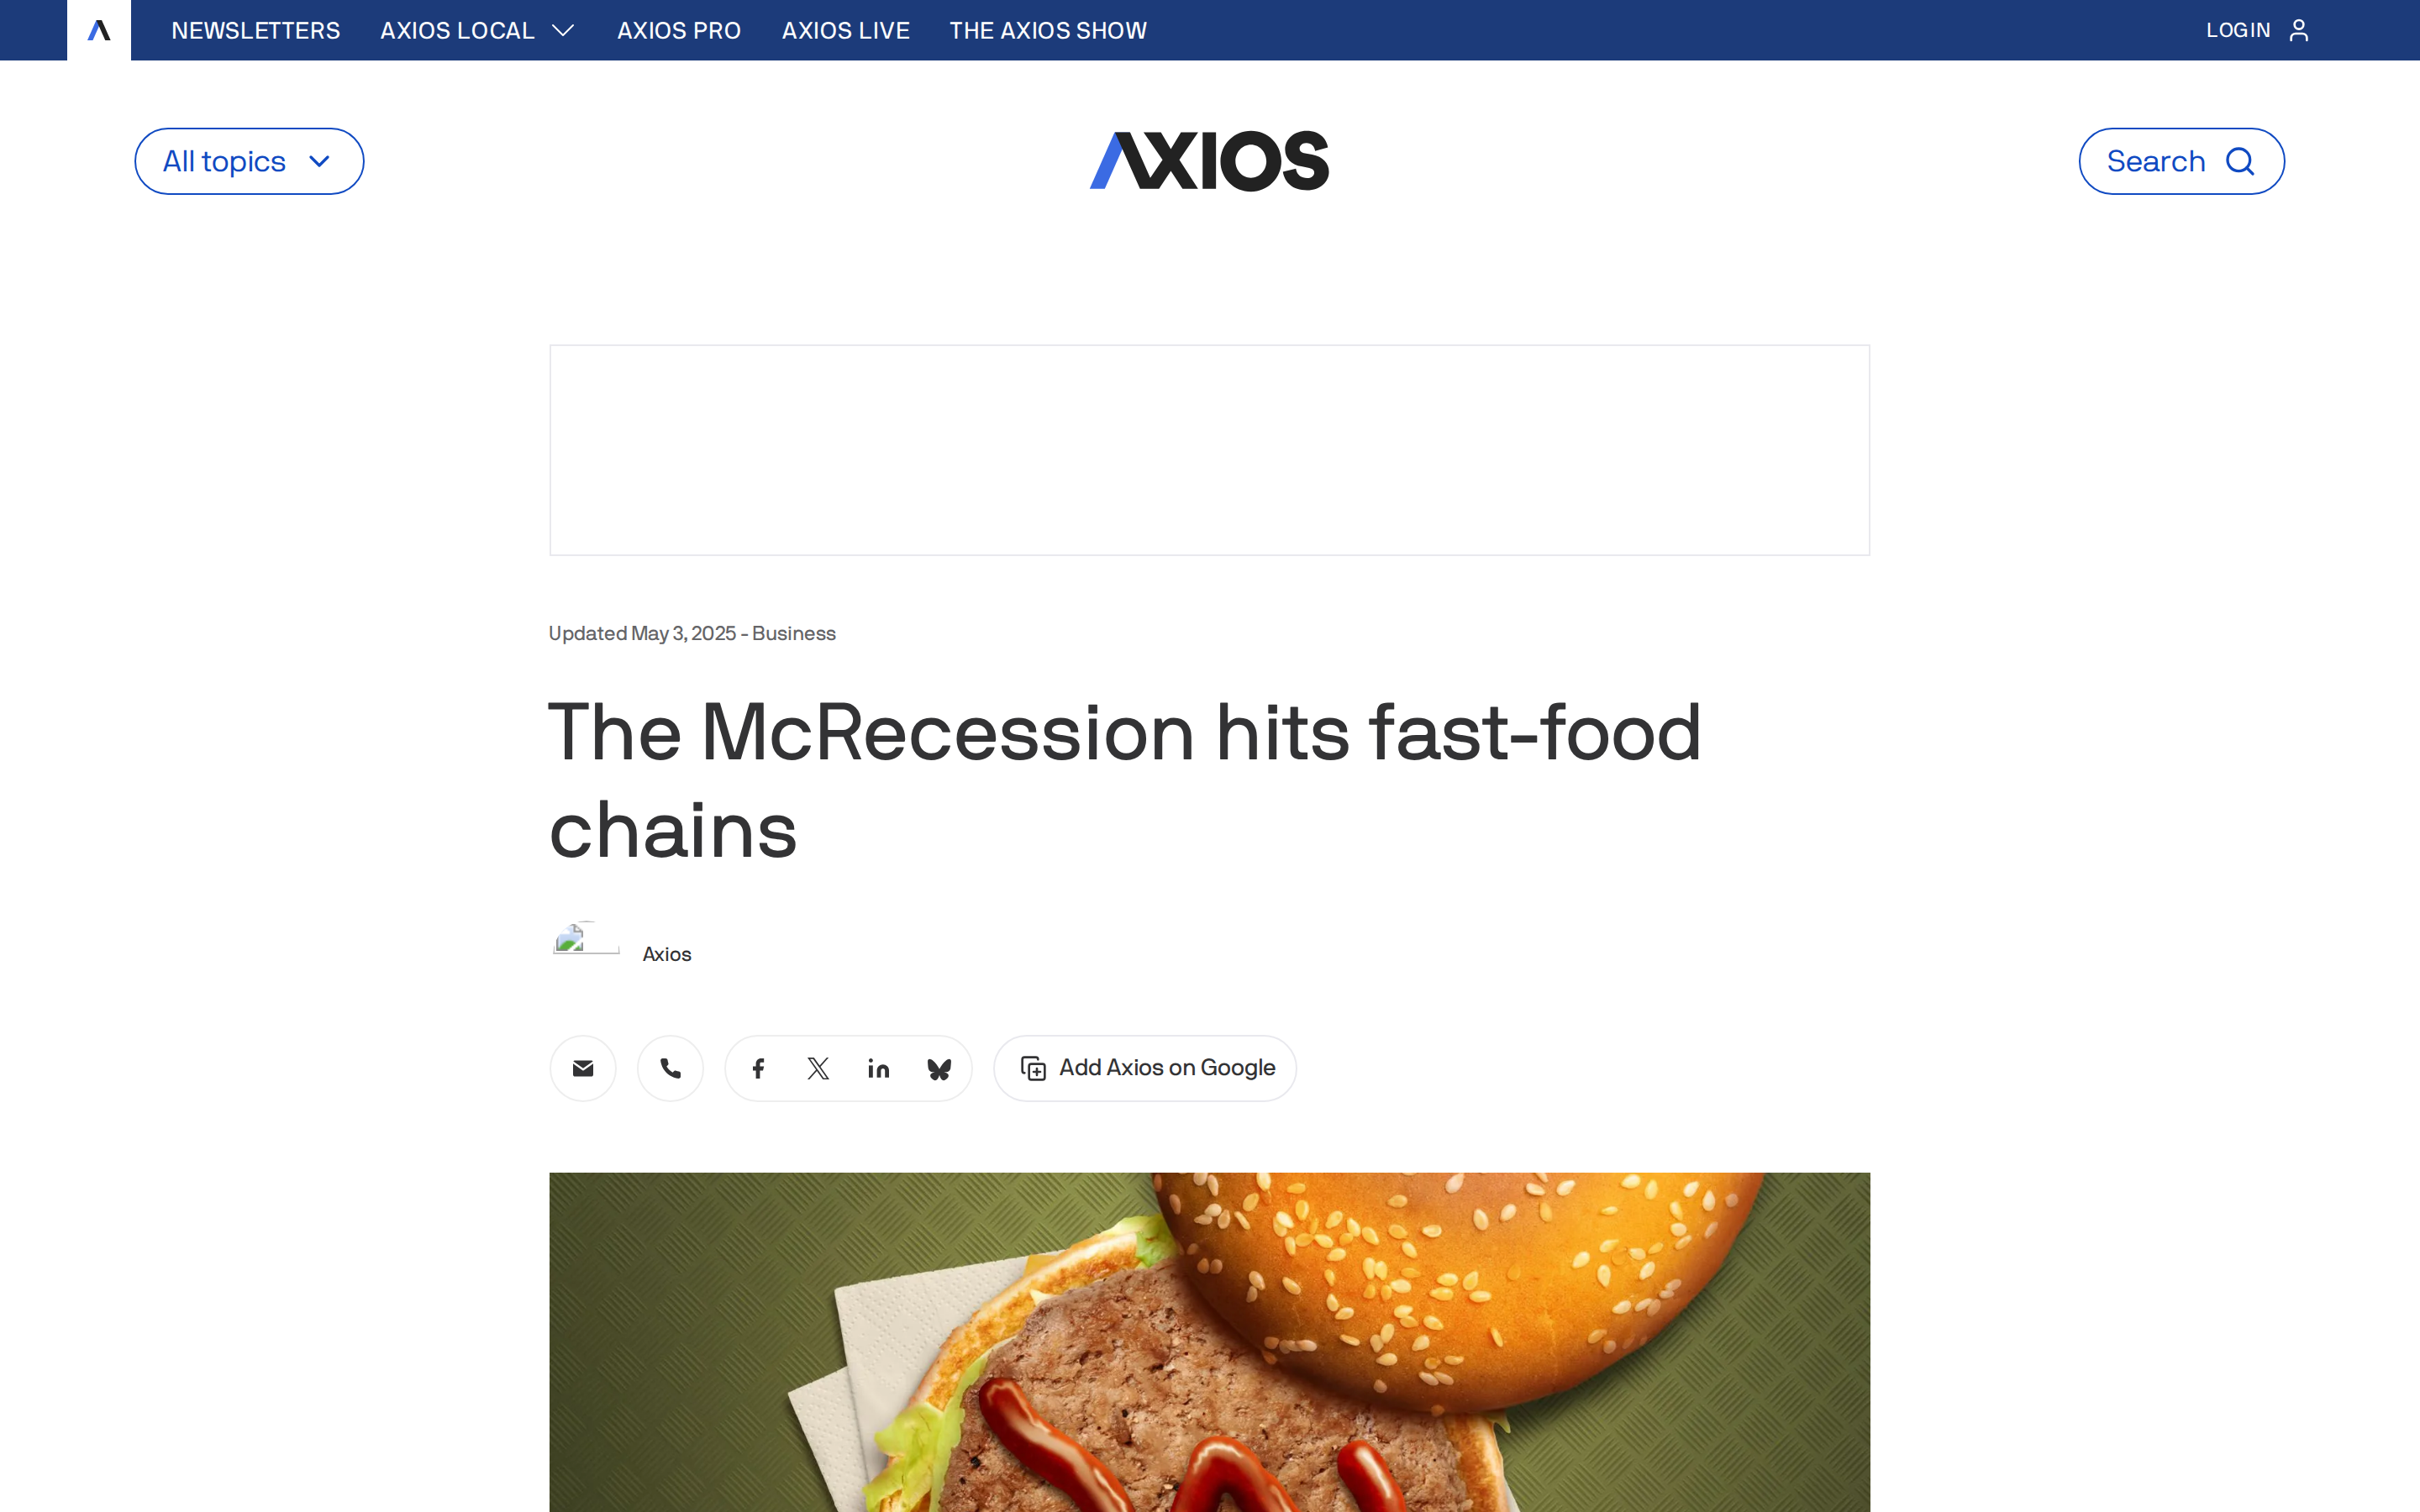 NEWSLETTERS AXIOS LOCAL AXIOS PRO AXIOS LIVE THE AXIOS SHOW LOGIN
All topics AXIOS Search
Updated May 3, 2025 - Business
The McRecession hits fast-food
chains
Axios
Add Axios on Google